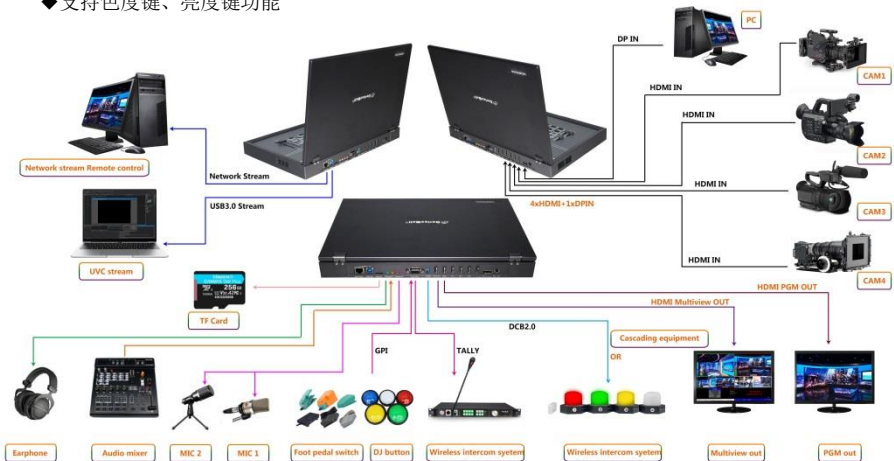 ◆支持色度键、亮度键功能
DP IN
PC
HDMI IN
CAM1
HDMI IN
CAM2
HDMI IN
CAM3
HDMI IN
CAM4
4xHDMI+1xDPIN
Network stream Remote control
Network Stream
USB3.0 Stream
UVC stream
256GB
TF Card
HDMI PGM OUT
HDMI Multiview OUT
DCB2.0
Cascading equipment
OR
GPI
TALLY
Earphone
Audio mixer
MIC 2
MIC 1
Foot pedal switch
DJ button
Wireless intercom syetem
Wireless intercom syetem
Multiview out
PGM out